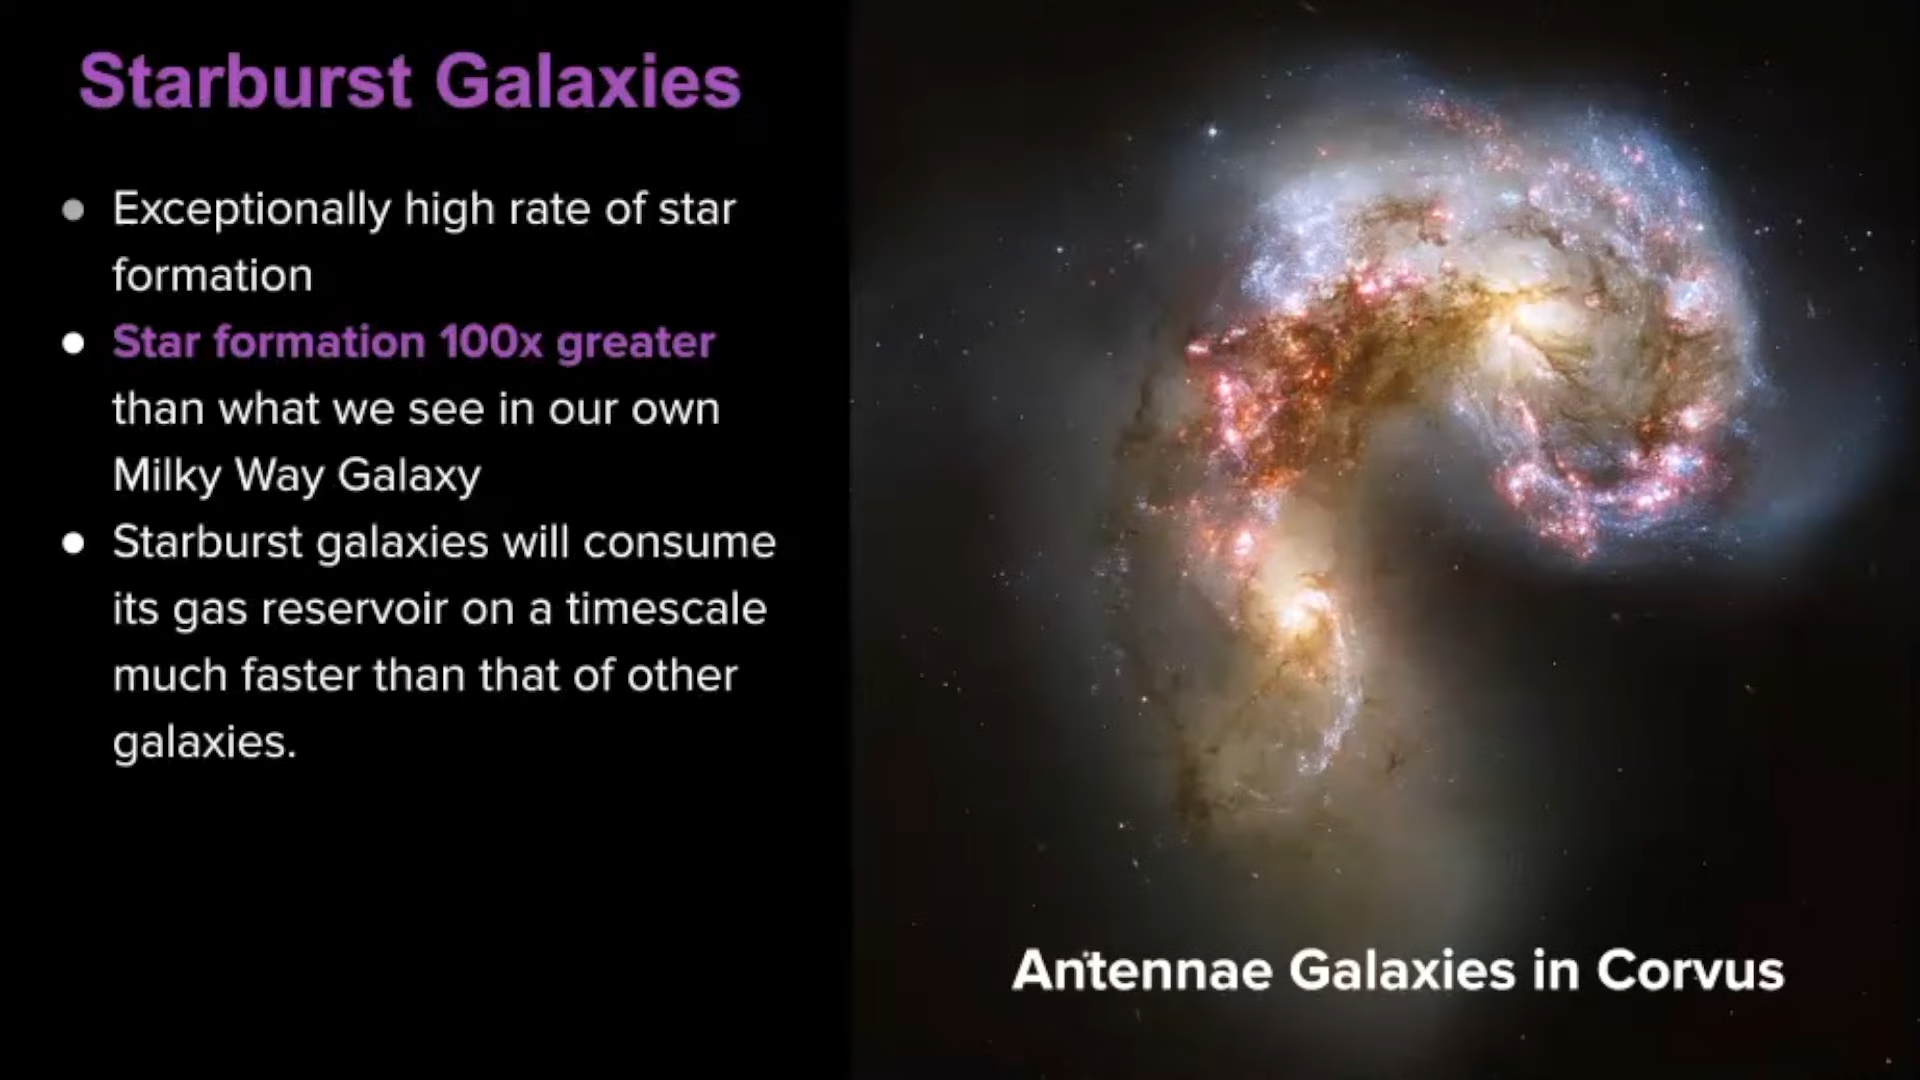 Starburst Galaxies
● Exceptionally high rate of star
formation
● Star formation 100x greater
than what we see in our own
Milky Way Galaxy
● Starburst galaxies will consume
its gas reservoir on a timescale
much faster than that of other
galaxies.
Antennae Galaxies in Corvus